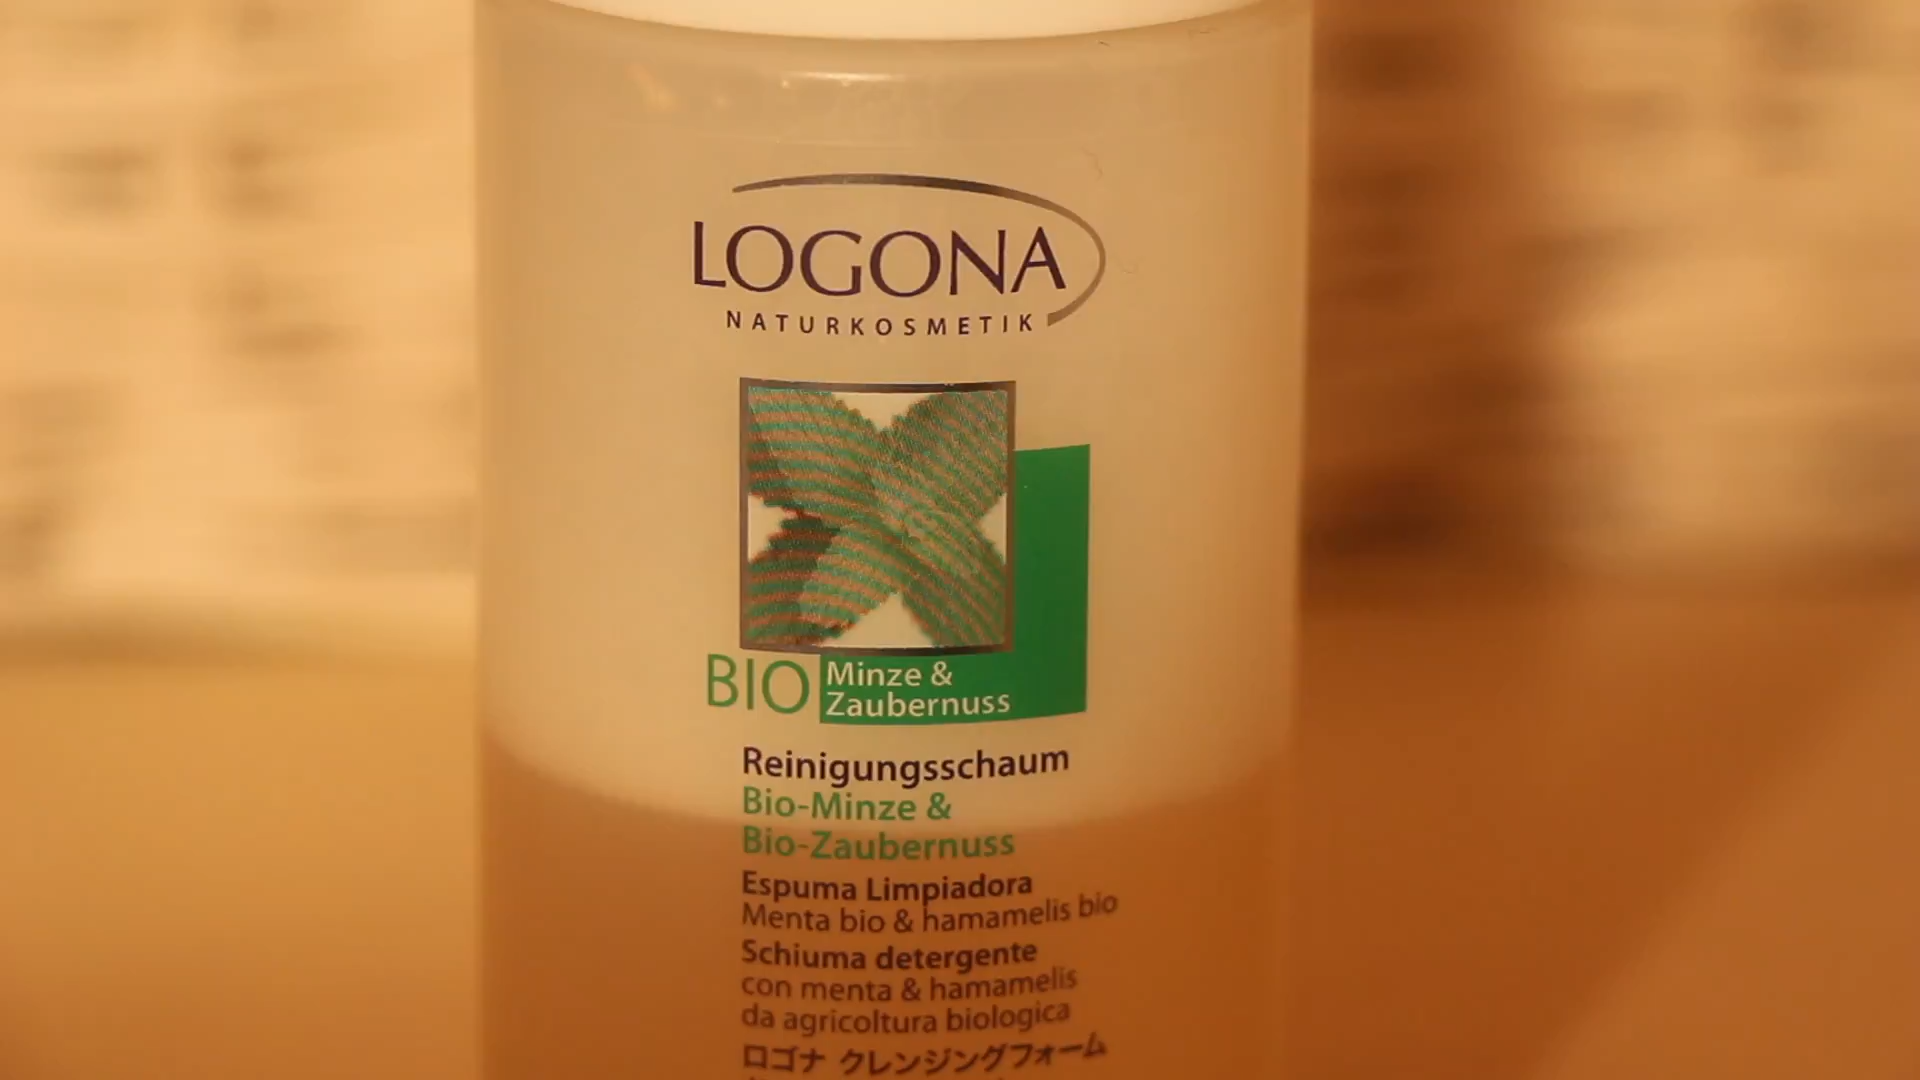 LOGONA
NATURKOSMETIK
BIO
Minze &
Zaubernuss
Reinigungsschaum
Bio-Minze &
Bio-Zaubernuss
Espuma Limpiadora
Menta bio & hamamelis bio
Schiuma detergente
con menta & hamamelis
da agricoltura biologica
ロゴナ クレンジングフォーム